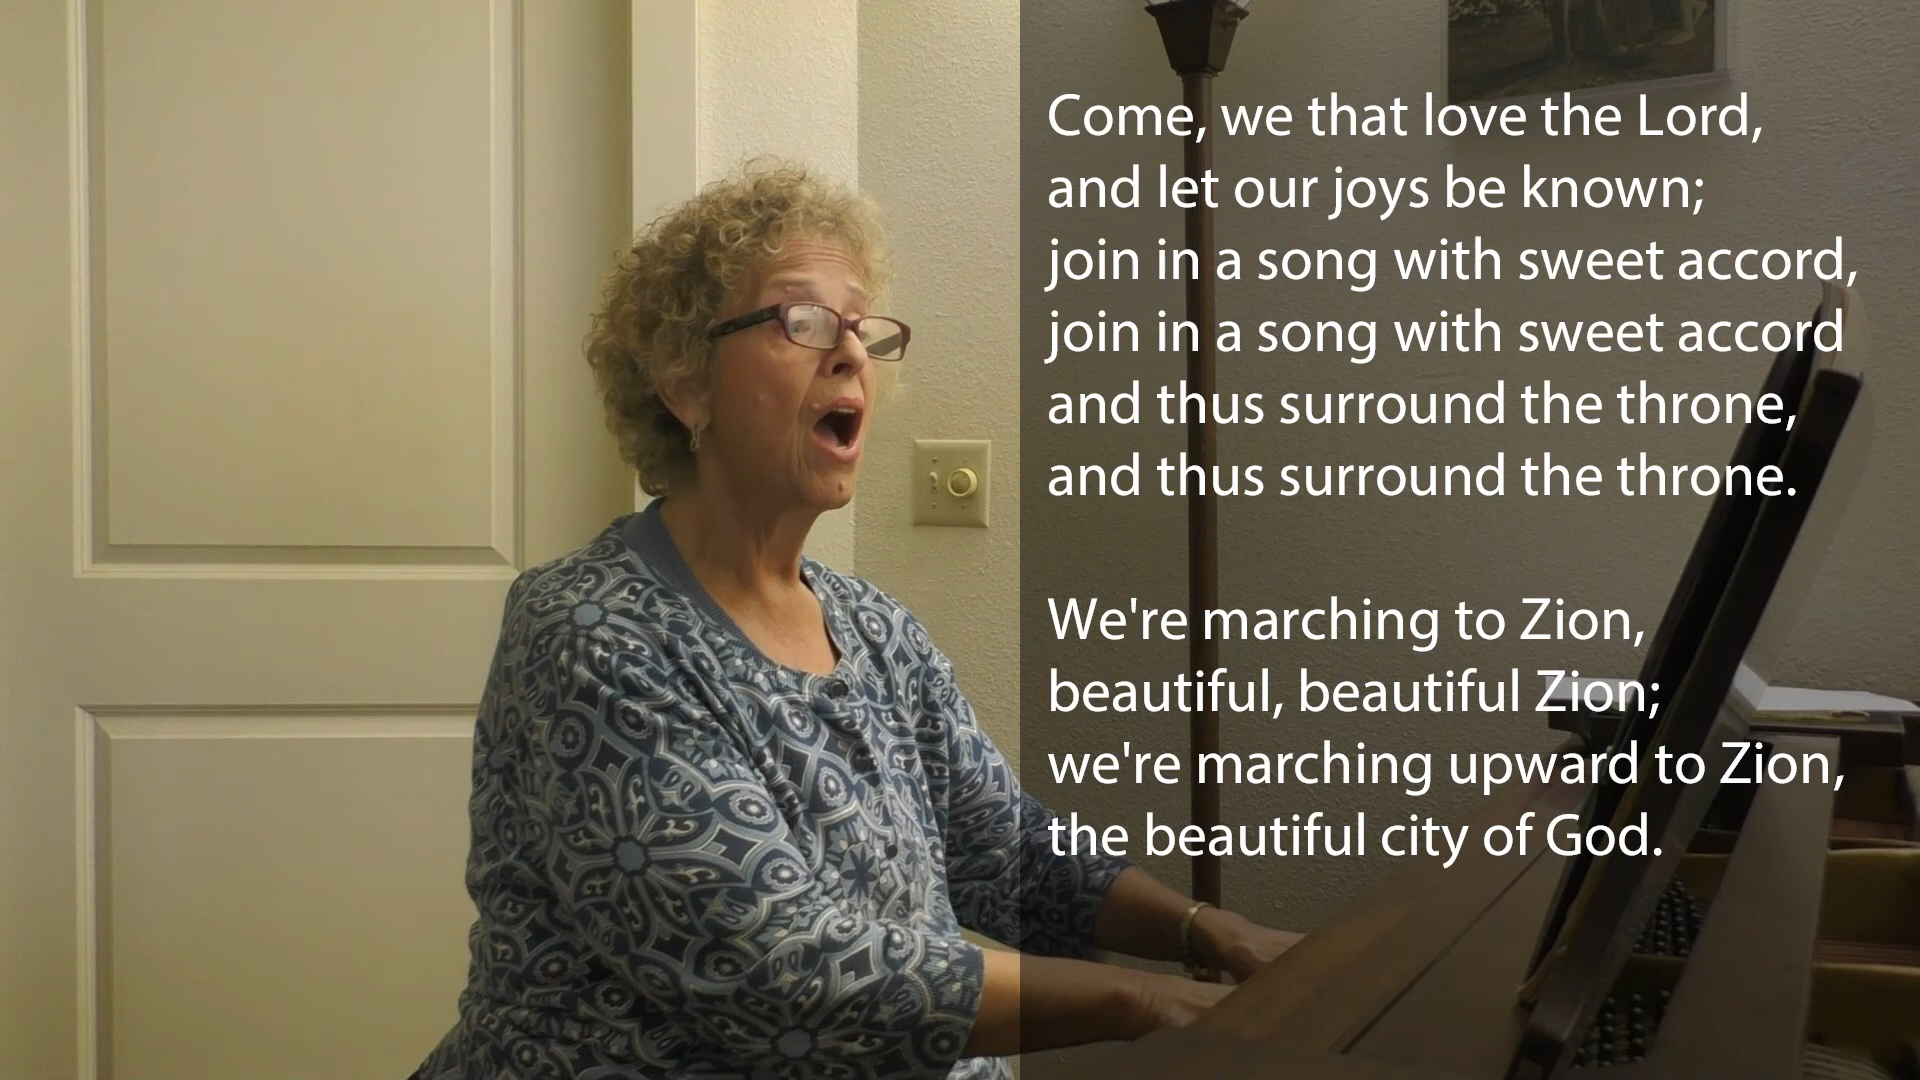 Come, we that love the Lord,
and let our joys be known;
join in a song with sweet accord,
join in a song with sweet accord
and thus surround the throne,
and thus surround the throne.
We're marching to Zion,
beautiful, beautiful Zion;
we're marching upward to Zion,
the beautiful city of God.